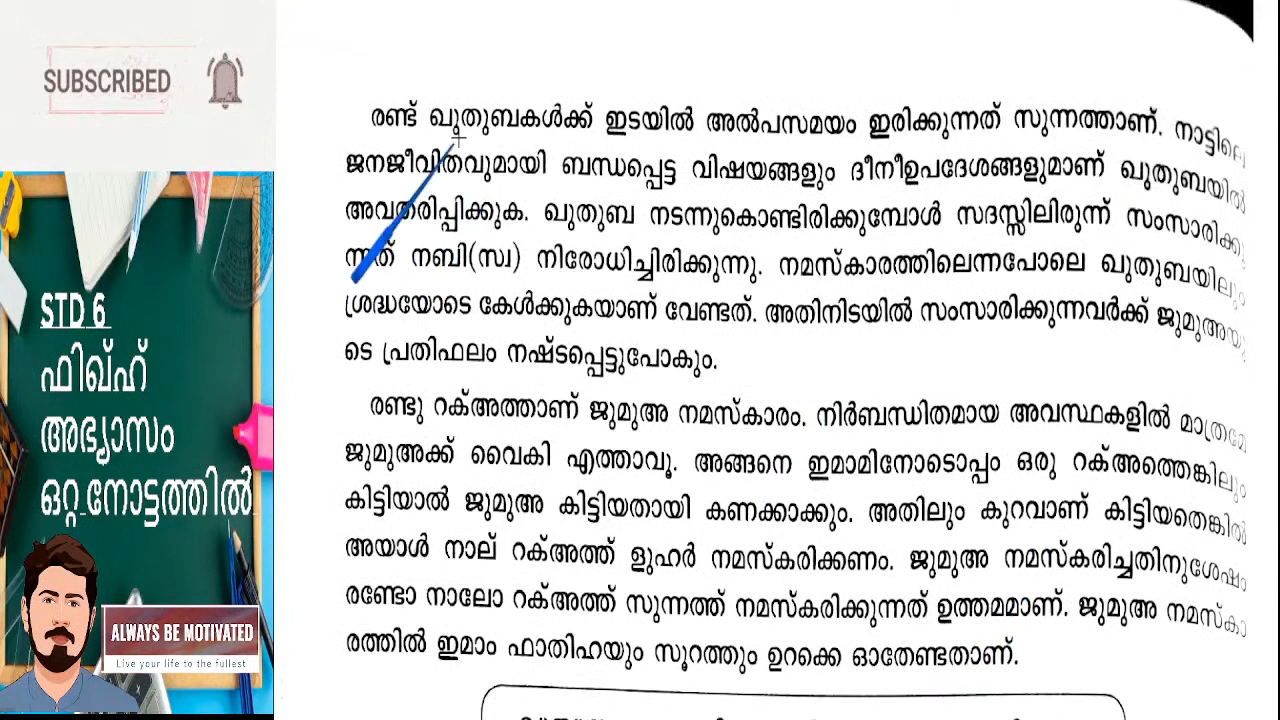 SUBSCRIBED
STD 6
ഫിഖ്ഹ്
അഭ്യാസം
ഒറ്റ നോട്ടത്തിൽ
ALWAYS BE MOTIVATED
Live your life to the fullest
രണ്ട് ഖുതുബകൾക്ക് ഇടയിൽ അൽപസമയം ഇരിക്കുന്നത് സുന്നത്താണ്. നാട്ടിലെ
ജനജീവിതവുമായി ബന്ധപ്പെട്ട വിഷയങ്ങളും ദീനീഉപദേശങ്ങളുമാണ് ഖുതുബയിൽ
അവതരിപ്പിക്കുക. ഖുതുബ നടന്നുകൊണ്ടിരിക്കുമ്പോൾ സദസ്സിലിരുന്ന് സംസാരിക്കു
ന്നത് നബി(സ്വ) നിരോധിച്ചിരിക്കുന്നു. നമസ്കാരത്തിലെന്നപോലെ ഖുതുബയിലും
ശ്രദ്ധയോടെ കേൾക്കുകയാണ് വേണ്ടത്. അതിനിടയിൽ സംസാരിക്കുന്നവർക്ക് ജുമുഅയു
ടെ പ്രതിഫലം നഷ്ടപ്പെട്ടുപോകും.
രണ്ടു റക്അത്താണ് ജുമുഅ നമസ്കാരം. നിർബന്ധിതമായ അവസ്ഥകളിൽ മാത്രമേ
ജുമുഅക്ക് വൈകി എത്താവൂ. അങ്ങനെ ഇമാമിനോടൊപ്പം ഒരു റക്അത്തെങ്കിലും
കിട്ടിയാൽ ജുമുഅ കിട്ടിയതായി കണക്കാക്കും. അതിലും കുറവാണ് കിട്ടിയതെങ്കിൽ
അയാൾ നാല് റക്അത്ത് ളുഹർ നമസ്കരിക്കണം. ജുമുഅ നമസ്കരിച്ചതിനുശേഷം
രണ്ടോ നാലോ റക്അത്ത് സുന്നത്ത് നമസ്കരിക്കുന്നത് ഉത്തമമാണ്. ജുമുഅ നമസ്കാ
രത്തിൽ ഇമാം ഫാതിഹയും സൂറത്തും ഉറക്കെ ഓതേണ്ടതാണ്.